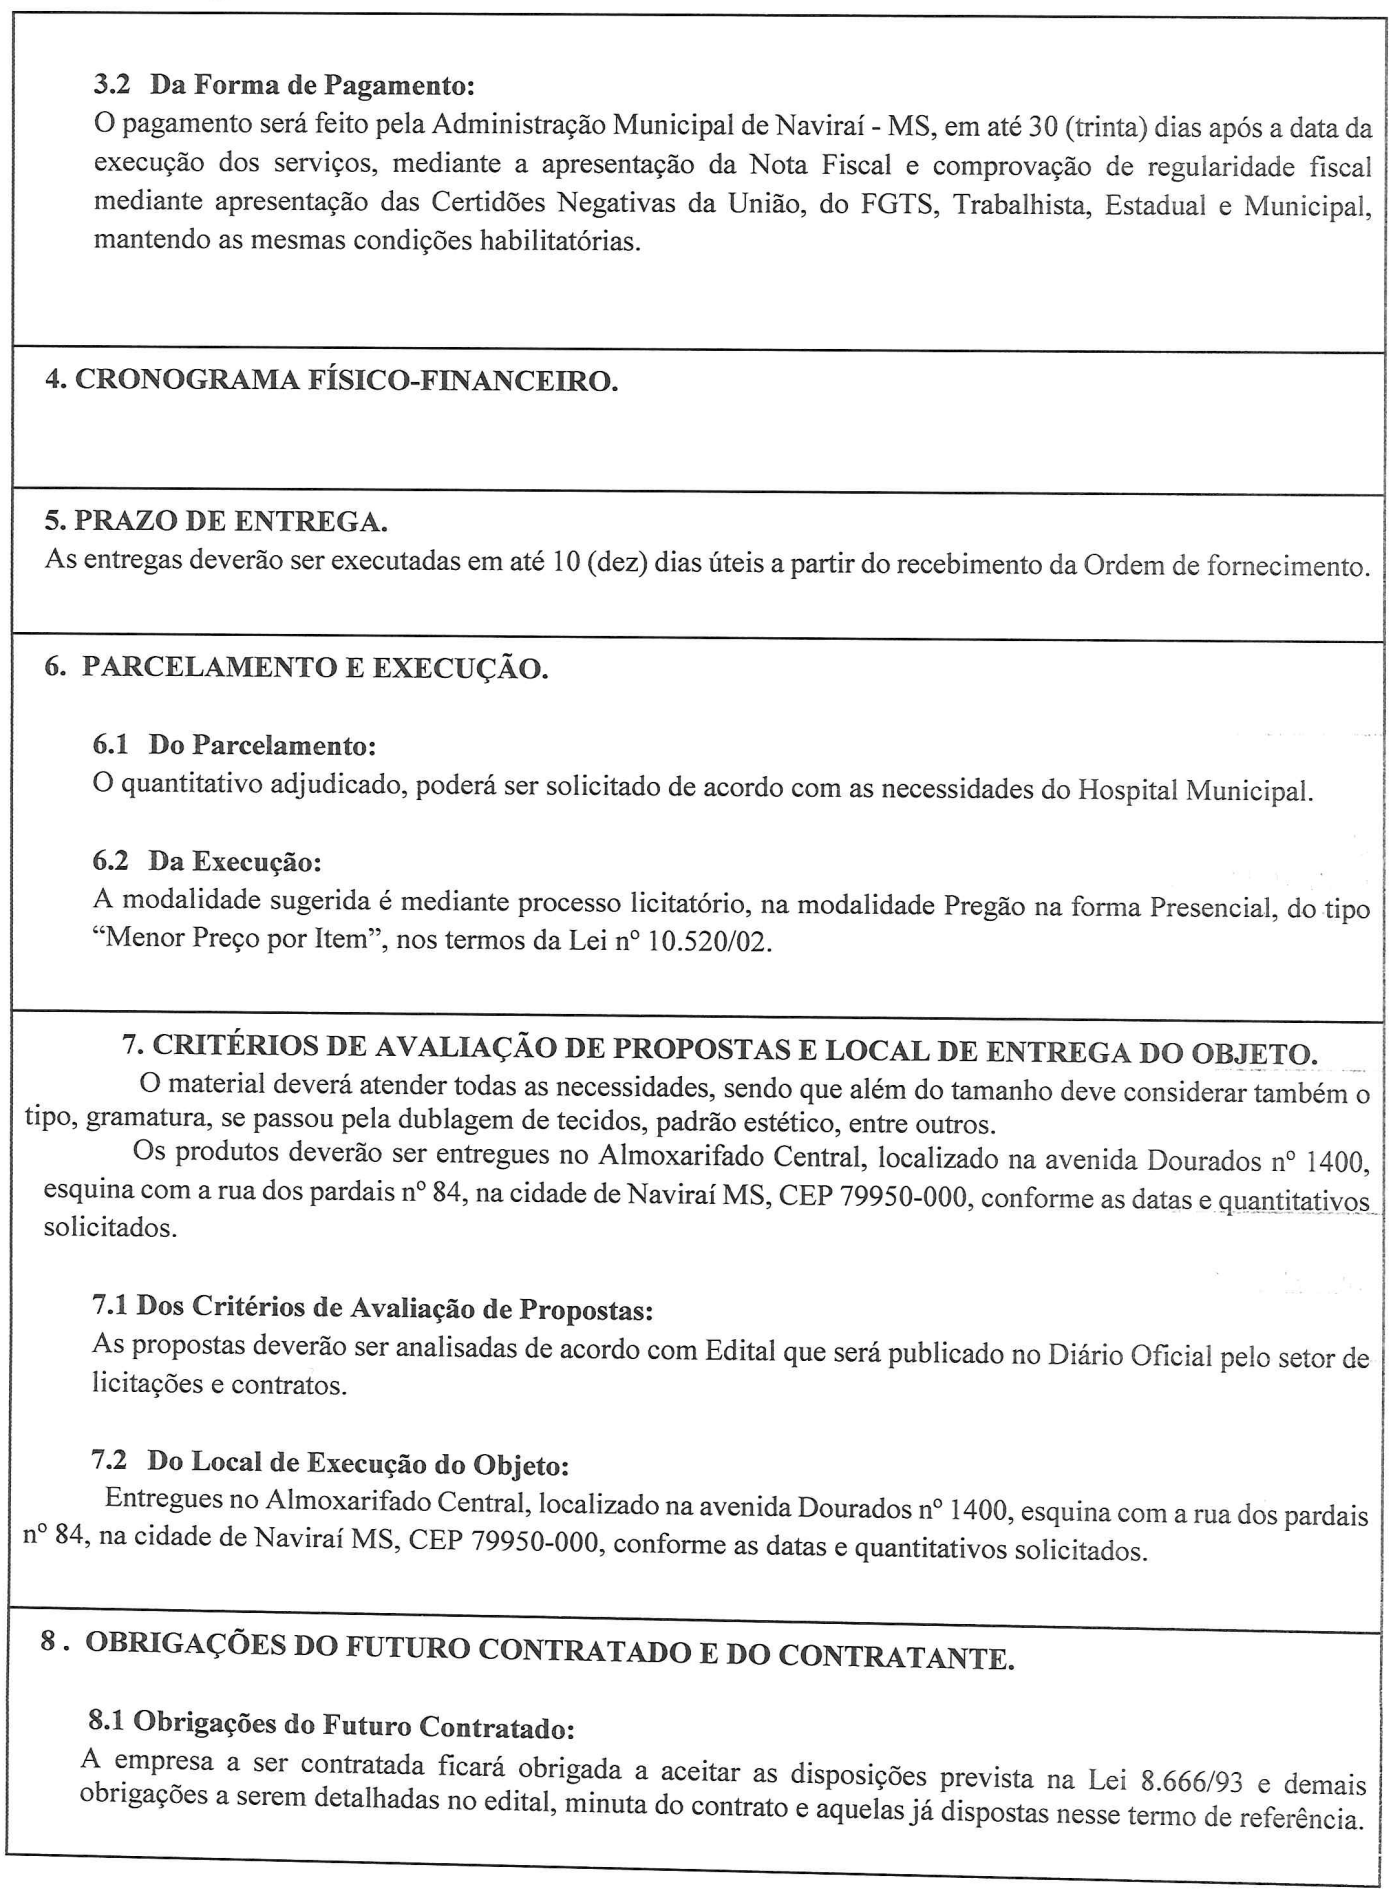 3.2 Da Forma de Pagamento:
O pagamento será feito pela Administração Municipal de Naviraí - MS, em até 30 (trinta) dias após a data da
execução dos serviços, mediante a apresentação da Nota Fiscal e comprovação de regularidade fiscal
mediante apresentação das Certidões Negativas da União, do FGTS, Trabalhista, Estadual e Municipal,
mantendo as mesmas condições habilitatórias.
4. CRONOGRAMA FÍSICO-FINANCEIRO.
5. PRAZO DE ENTREGA.
As entregas deverão ser executadas em até 10 (dez) dias úteis a partir do recebimento da Ordem de fornecimento.
6. PARCELAMENTO E EXECUÇÃO.
6.1 Do Parcelamento:
O quantitativo adjudicado, poderá ser solicitado de acordo com as necessidades do Hospital Municipal.
6.2 Da Execução:
A modalidade sugerida é mediante processo licitatório, na modalidade Pregão na forma Presencial, do tipo
“Menor Preço por Item”, nos termos da Lei nº 10.520/02.
7. CRITÉRIOS DE AVALIAÇÃO DE PROPOSTAS E LOCAL DE ENTREGA DO OBJETO.
O material deverá atender todas as necessidades, sendo que além do tamanho deve considerar também o
tipo, gramatura, se passou pela dublagem de tecidos, padrão estético, entre outros.
Os produtos deverão ser entregues no Almoxarifado Central, localizado na avenida Dourados nº 1400,
esquina com a rua dos pardais nº 84, na cidade de Naviraí MS, CEP 79950-000, conforme as datas e quantitativos
solicitados.
7.1 Dos Critérios de Avaliação de Propostas:
As propostas deverão ser analisadas de acordo com Edital que será publicado no Diário Oficial pelo setor de
licitações e contratos.
7.2 Do Local de Execução do Objeto:
Entregues no Almoxarifado Central, localizado na avenida Dourados nº 1400, esquina com a rua dos pardais
nº 84, na cidade de Naviraí MS, CEP 79950-000, conforme as datas e quantitativos solicitados.
8. OBRIGAÇÕES DO FUTURO CONTRATADO E DO CONTRATANTE.
8.1 Obrigações do Futuro Contratado:
A empresa a ser contratada ficará obrigada a aceitar as disposições prevista na Lei 8.666/93 e demais
obrigações a serem detalhadas no edital, minuta do contrato e aquelas já dispostas nesse termo de referência.